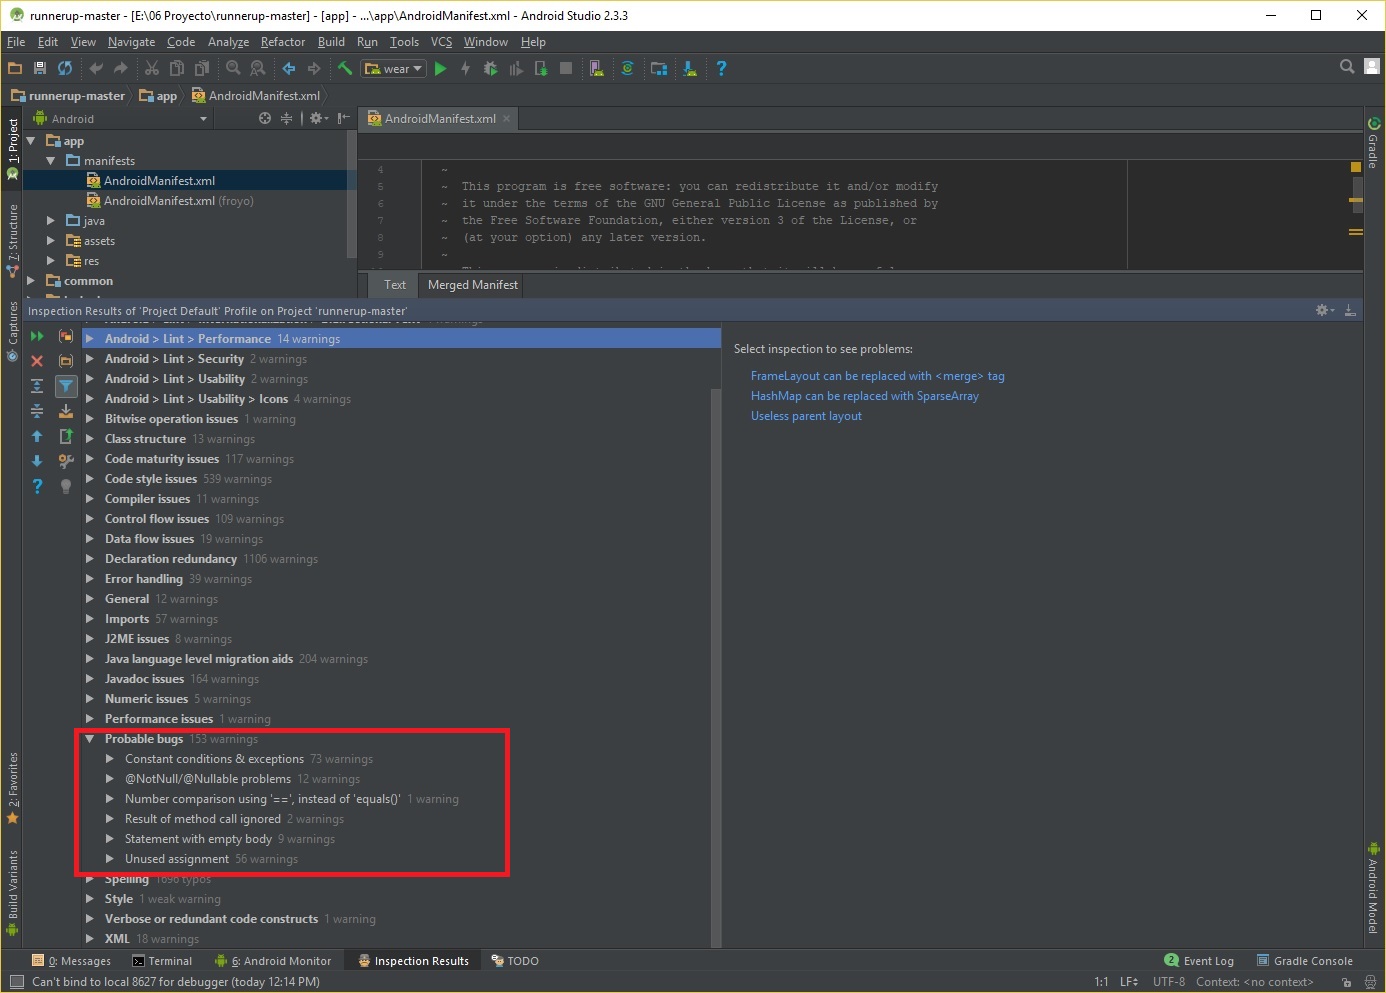 runnerup-master - [E:\06 Proyecto\runnerup-master] - [app] - ...\app\AndroidManifest.xml - Android Studio 2.3.3
File Edit View Navigate Code Analyze Refactor Build Run Tools VCS Window Help
wear
runnerup-master app AndroidManifest.xml
Android
AndroidManifest.xml
1: Project
7: Structure
Captures
2: Favorites
Build Variants
app
manifests
AndroidManifest.xml
AndroidManifest.xml (froyo)
java
assets
res
common
4 ~
5 ~ This program is free software: you can redistribute it and/or modify
6 ~ it under the terms of the GNU General Public License as published by
7 ~ the Free Software Foundation, either version 3 of the License, or
8 ~ (at your option) any later version.
9 ~
Text Merged Manifest
Gradle
Android Model
Inspection Results of 'Project Default' Profile on Project 'runnerup-master'
Android > Lint > Performance 14 warnings
Android > Lint > Security 2 warnings
Android > Lint > Usability 2 warnings
Android > Lint > Usability > Icons 4 warnings
Bitwise operation issues 1 warning
Class structure 13 warnings
Code maturity issues 117 warnings
Code style issues 539 warnings
Compiler issues 11 warnings
Control flow issues 109 warnings
Data flow issues 19 warnings
Declaration redundancy 1106 warnings
Error handling 39 warnings
General 12 warnings
Imports 57 warnings
J2ME issues 8 warnings
Java language level migration aids 204 warnings
Javadoc issues 164 warnings
Numeric issues 5 warnings
Performance issues 1 warning
Probable bugs 153 warnings
Constant conditions & exceptions 73 warnings
@NotNull/@Nullable problems 12 warnings
Number comparison using '==', instead of 'equals()' 1 warning
Result of method call ignored 2 warnings
Statement with empty body 9 warnings
Unused assignment 56 warnings
Spelling 1696 typos
Style 1 weak warning
Verbose or redundant code constructs 1 warning
XML 18 warnings
Select inspection to see problems:
FrameLayout can be replaced with <merge> tag
HashMap can be replaced with SparseArray
Useless parent layout
0: Messages Terminal 6: Android Monitor Inspection Results TODO 2 Event Log Gradle Console
Can't bind to local 8627 for debugger (today 12:14 PM) 1:1 LF UTF-8 Context: <no context>